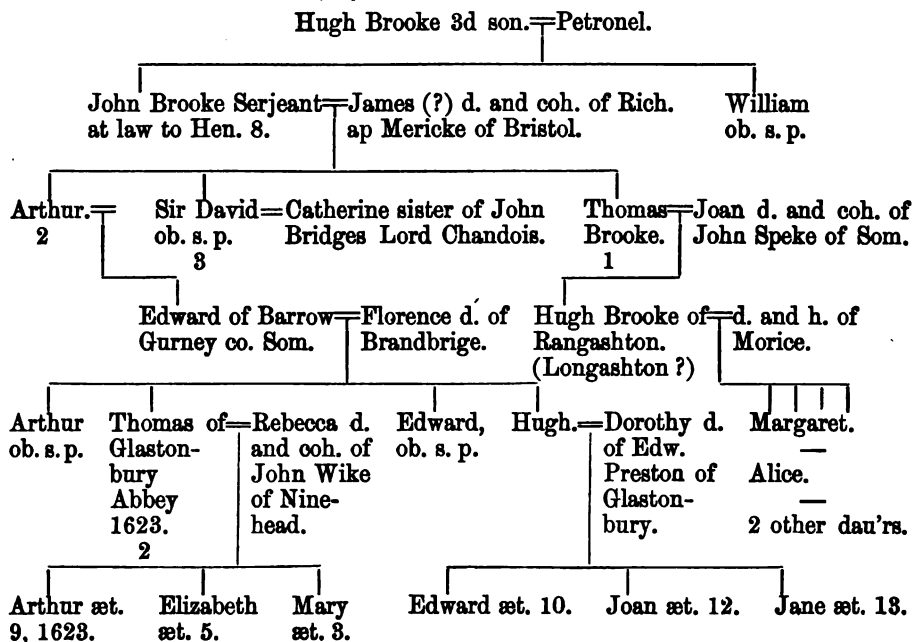 Hugh Brooke 3d son.═Petronel.
John Brooke Serjeant═James (?) d. and coh. of Rich.
at law to Hen. 8.
ap Mericke of Bristol.
William
ob. s. p.
Arthur.═
2
Sir David═Catherine sister of John
ob. s. p.
Bridges Lord Chandois.
3
Thomas═Joan d. and coh. of
Brooke.
John Speke of Som.
1
Edward of Barrow═Florence d. of
Gurney co. Som.
Brandbrige.
Hugh Brooke of═d. and h. of
Rangashton.
Morice.
(Longashton ?)
Arthur
ob. s. p.
Thomas of═Rebecca d.
Glaston-
and coh. of
bury
John Wike
Abbey
of Nine-
1623.
head.
2
Edward,
ob. s. p.
Hugh.═Dorothy d.
of Edw.
Preston of
Glaston-
bury.
Margaret.
—
Alice.
—
2 other dau'rs.
Arthur æt.
9, 1623.
Elizabeth
æt. 5.
Mary
æt. 3.
Edward æt. 10.
Joan æt. 12.
Jane æt. 13.